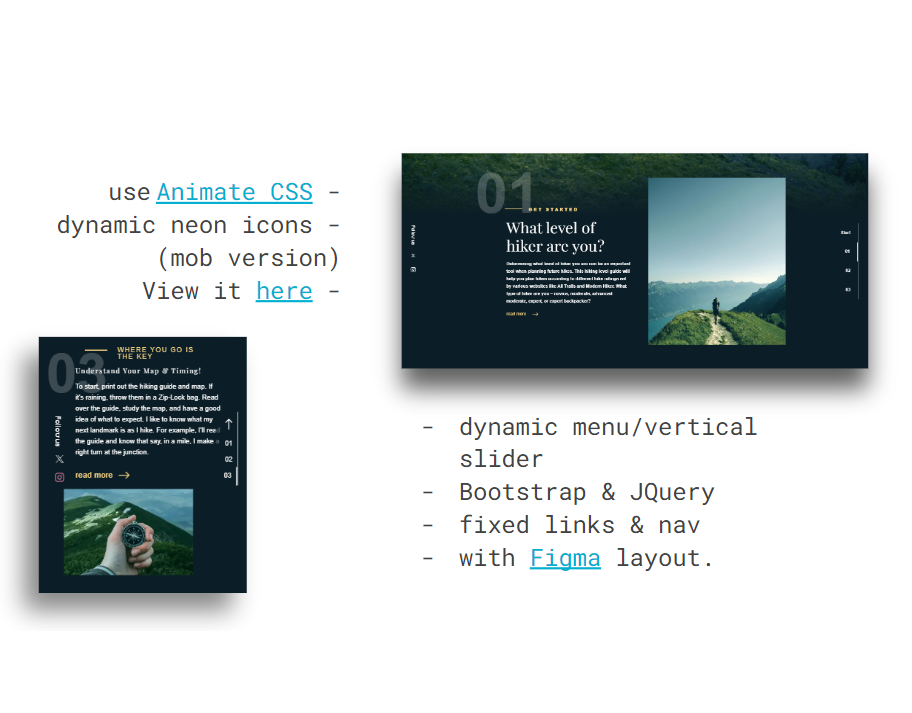 use Animate CSS -
dynamic neon icons -
(mob version)
View it here -
01
GET STARTED
What level of
hiker are you?
Determining what level of hiker you are can be an important
tool when planning future hikes. This hiking level guide will
help you plan hikes according to different hike ratings set
by various websites like All Trails and Modern Hiker. What
type of hiker are you – novice, moderate, advanced
moderate, expert, or expert backpacker?
read more
Follow us
Start
01
02
03
03
WHERE YOU GO IS
THE KEY
Understand Your Map & Timing!
To start, print out the hiking guide and map. If
it's raining, throw them in a Zip-Lock bag. Read
over the guide, study the map, and have a good
idea of what to expect. I like to know what my
next landmark is as I hike. For example, I'll read
the guide and know that say, in a mile, I make a
right turn at the junction.
read more
Follow us
01
02
03
- dynamic menu/vertical
slider
- Bootstrap & JQuery
- fixed links & nav
- with Figma layout.